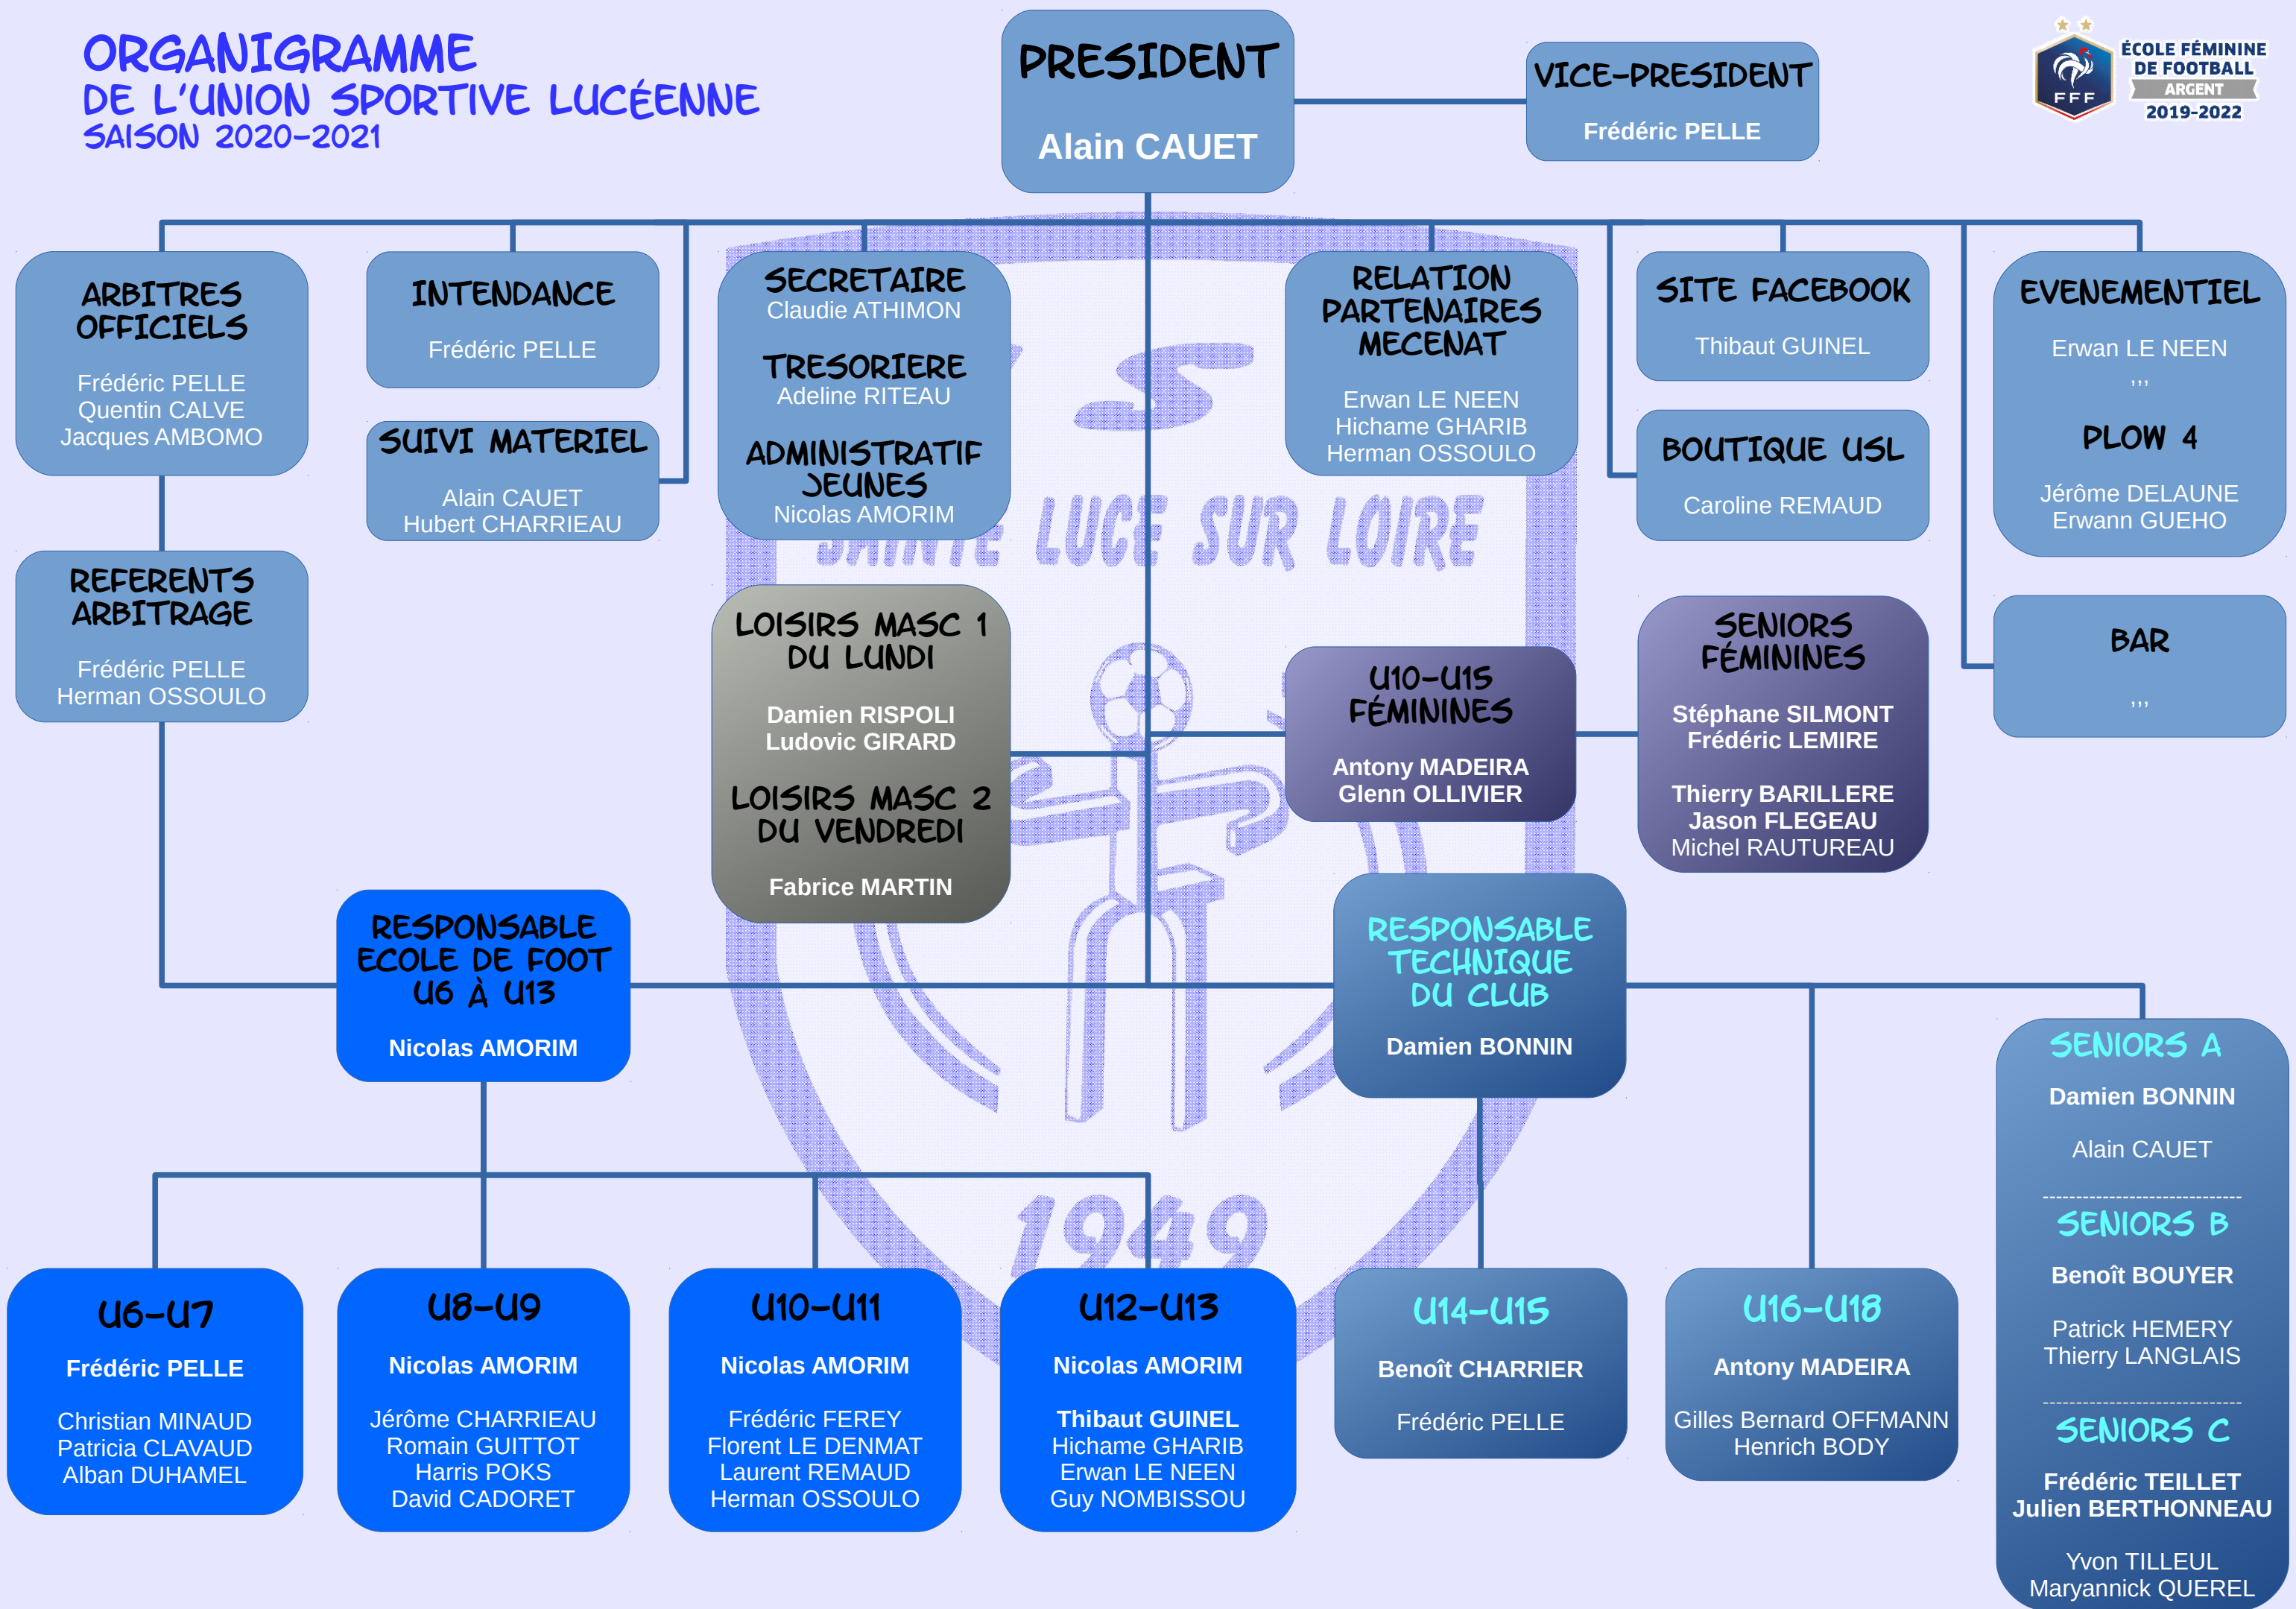 ORGANIGRAMME
DE L'UNION SPORTIVE LUCÉENNE
SAISON 2020-2021
PRESIDENT
Alain CAUET
VICE-PRESIDENT
Frédéric PELLE
FFF
ÉCOLE FÉMININE
DE FOOTBALL
ARGENT
2019-2022
ARBITRES
OFFICIELS
Frédéric PELLE
Quentin CALVE
Jacques AMBOMO
INTENDANCE
Frédéric PELLE
SUIVI MATERIEL
Alain CAUET
Hubert CHARRIEAU
SECRETAIRE
Claudie ATHIMON
TRESORIERE
Adeline RITEAU
ADMINISTRATIF
JEUNES
Nicolas AMORIM
RELATION
PARTENAIRES
MECENAT
Erwan LE NEEN
Hichame GHARIB
Herman OSSOULO
SITE FACEBOOK
Thibaut GUINEL
BOUTIQUE USL
Caroline REMAUD
EVENEMENTIEL
Erwan LE NEEN
,,,
PLOW 4
Jérôme DELAUNE
Erwann GUEHO
S
SAINTE LUCE SUR LOIRE
REFERENTS
ARBITRAGE
Frédéric PELLE
Herman OSSOULO
LOISIRS MASC 1
DU LUNDI
Damien RISPOLI
Ludovic GIRARD
LOISIRS MASC 2
DU VENDREDI
Fabrice MARTIN
U10-U15
FÉMININES
Antony MADEIRA
Glenn OLLIVIER
SENIORS
FÉMININES
Stéphane SILMONT
Frédéric LEMIRE
Thierry BARILLERE
Jason FLEGEAU
Michel RAUTUREAU
BAR
,,,
RESPONSABLE
ECOLE DE FOOT
U6 À U13
Nicolas AMORIM
RESPONSABLE
TECHNIQUE
DU CLUB
Damien BONNIN
1949
U6-U7
Frédéric PELLE
Christian MINAUD
Patricia CLAVAUD
Alban DUHAMEL
U8-U9
Nicolas AMORIM
Jérôme CHARRIEAU
Romain GUITTOT
Harris POKS
David CADORET
U10-U11
Nicolas AMORIM
Frédéric FEREY
Florent LE DENMAT
Laurent REMAUD
Herman OSSOULO
U12-U13
Nicolas AMORIM
Thibaut GUINEL
Hichame GHARIB
Erwan LE NEEN
Guy NOMBISSOU
U14-U15
Benoît CHARRIER
Frédéric PELLE
U16-U18
Antony MADEIRA
Gilles Bernard OFFMANN
Henrich BODY
SENIORS A
Damien BONNIN
Alain CAUET
------------------------------
SENIORS B
Benoît BOUYER
Patrick HEMERY
Thierry LANGLAIS
------------------------------
SENIORS C
Frédéric TEILLET
Julien BERTHONNEAU
Yvon TILLEUL
Maryannick QUEREL